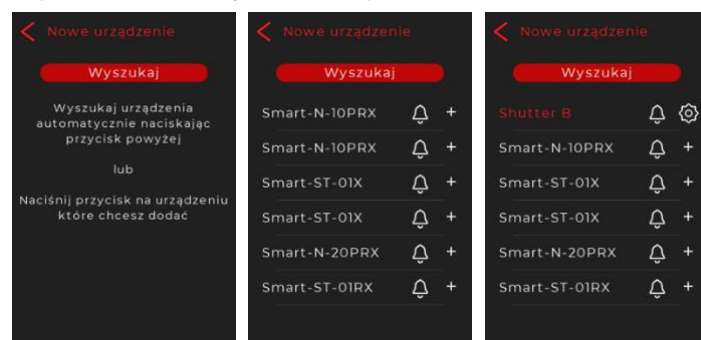 Nowe urządzenie
Wyszukaj
Wyszukaj urządzenia
automatycznie naciskając
przycisk powyżej
lub
Naciśnij przycisk na urządzeniu
które chcesz dodać
Nowe urządzenie
Wyszukaj
Smart-N-10PRX +
Smart-N-10PRX +
Smart-ST-01X +
Smart-ST-01X +
Smart-N-20PRX +
Smart-ST-01RX +
Nowe urządzenie
Wyszukaj
Shutter B
Smart-N-10PRX +
Smart-ST-01X +
Smart-ST-01X +
Smart-N-20PRX +
Smart-ST-01RX +